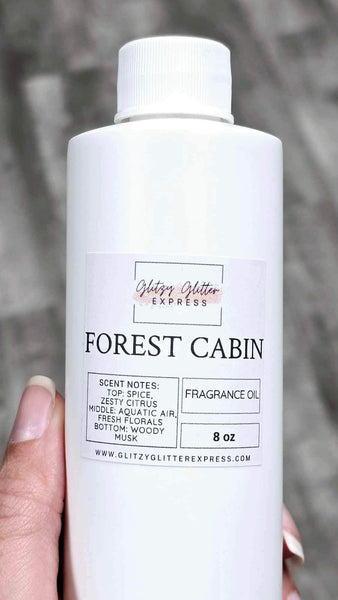 Glitzy Glitter
EXPRESS
FOREST CABIN
SCENT NOTES:
TOP: SPICE,
ZESTY CITRUS
MIDDLE: AQUATIC AIR,
FRESH FLORALS
BOTTOM: WOODY
MUSK
FRAGRANCE OIL
8 oz
WWW.GLITZYGLITTEREXPRESS.COM